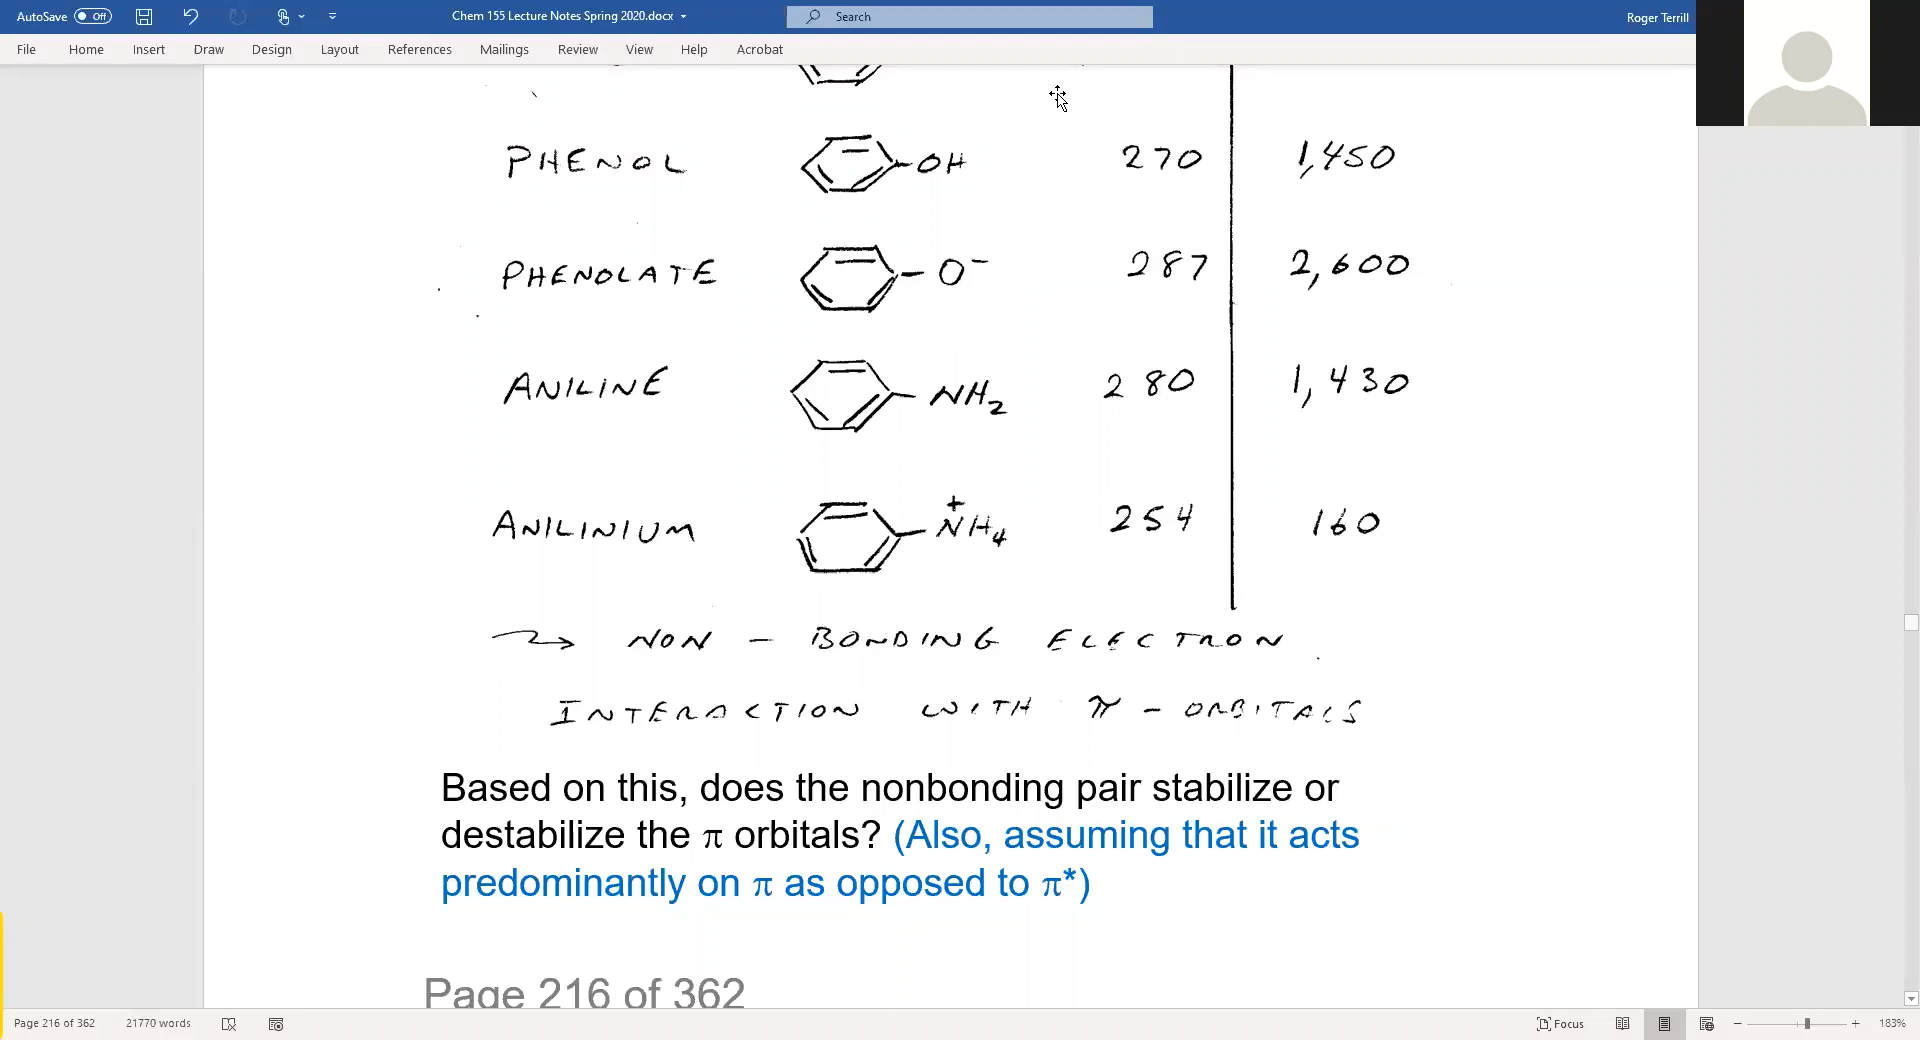 AutoSave Off Chem 155 Lecture Notes Spring 2020.docx Search Roger Terrill
File Home Insert Draw Design Layout References Mailings Review View Help Acrobat
PHENOL -OH 270 1,450
PHENOLATE - O⁻ 287 2,600
ANILINE - NH₂ 280 1,430
ANILINIUM - N⁺H₄ 254 160
→ NON - BONDING ELECTRON
INTERACTION WITH π - ORBITALS
Based on this, does the nonbonding pair stabilize or
destabilize the π orbitals? (Also, assuming that it acts
predominantly on π as opposed to π*)
Page 216 of 362
Page 216 of 362 21770 words Focus 183%